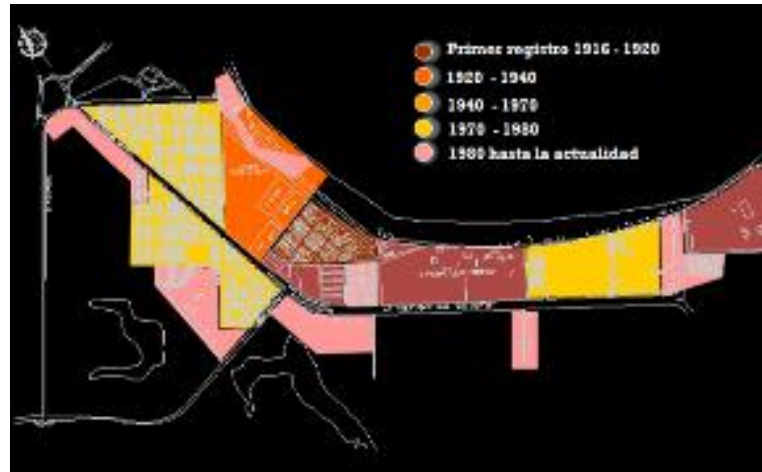 Primer registro 1916 - 1920
1920 - 1940
1940 - 1970
1970 - 1980
1980 hasta la actualidad